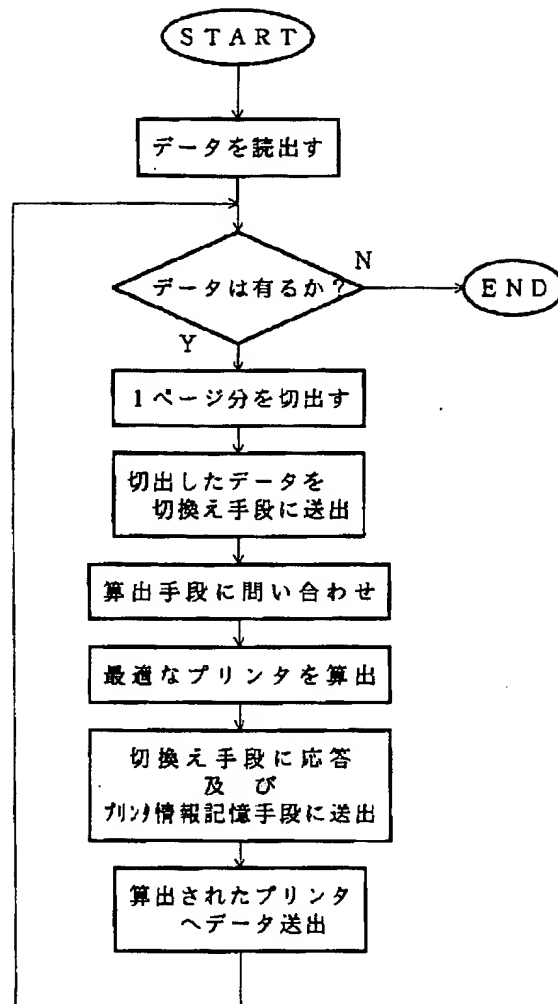 START
データを読出す
データは有るか?
N
END
Y
1ページ分を切出す
切出したデータを
切換え手段に送出
算出手段に問い合わせ
最適なプリンタを算出
切換え手段に応答
及び
プリンタ情報記憶手段に送出
算出されたプリンタ
へデータ送出